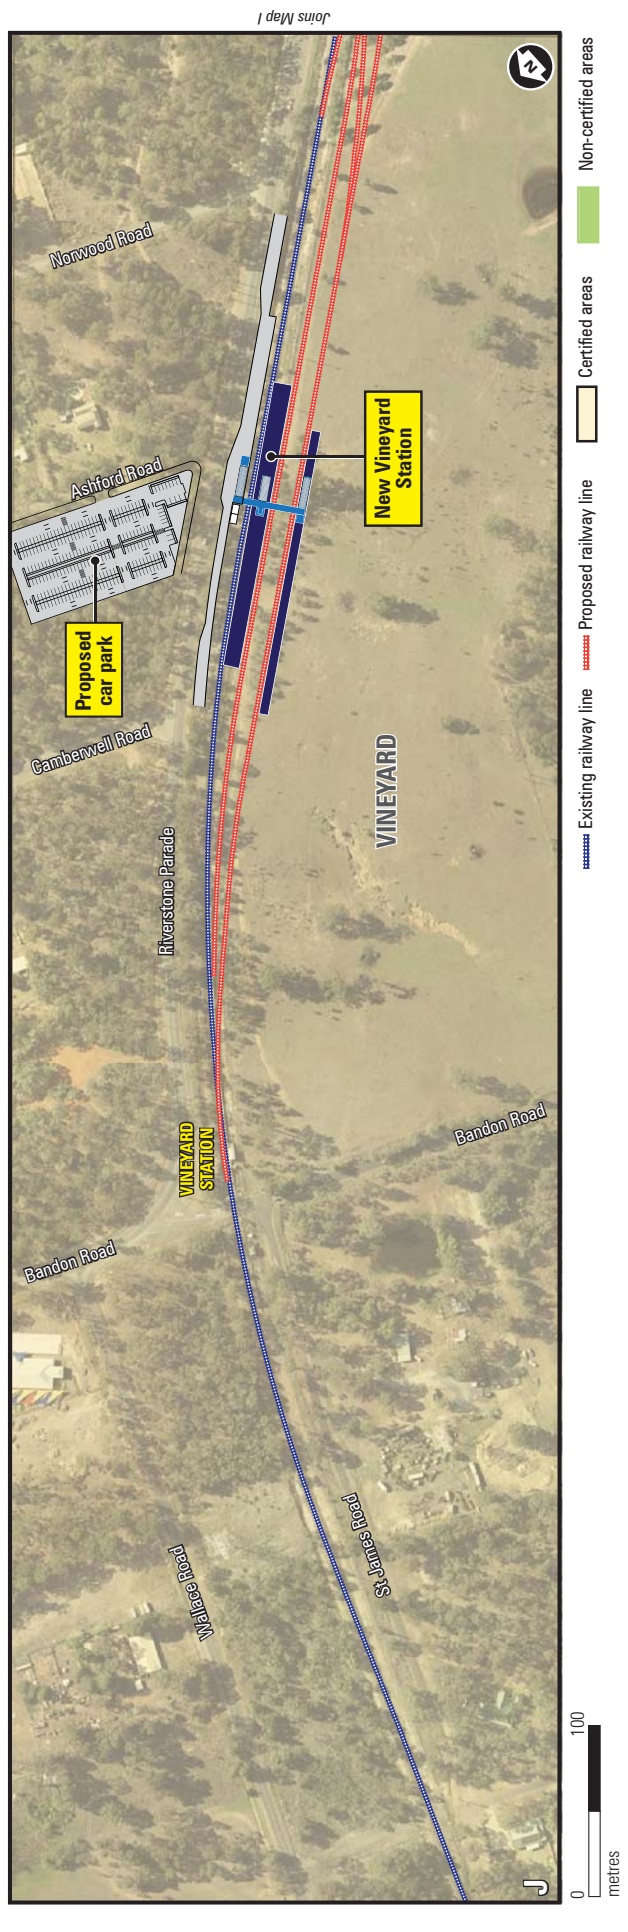 Joins Map I
N
Norwood Road
Ashford Road
New Vineyard
Station
Proposed
car park
Camberwell Road
VINEYARD
Riverstone Parade
VINEYARD
STATION
Bandon Road
Bandon Road
St James Road
Wallace Road
J
0
100
metres
Existing railway line
Proposed railway line
Certified areas
Non-certified areas